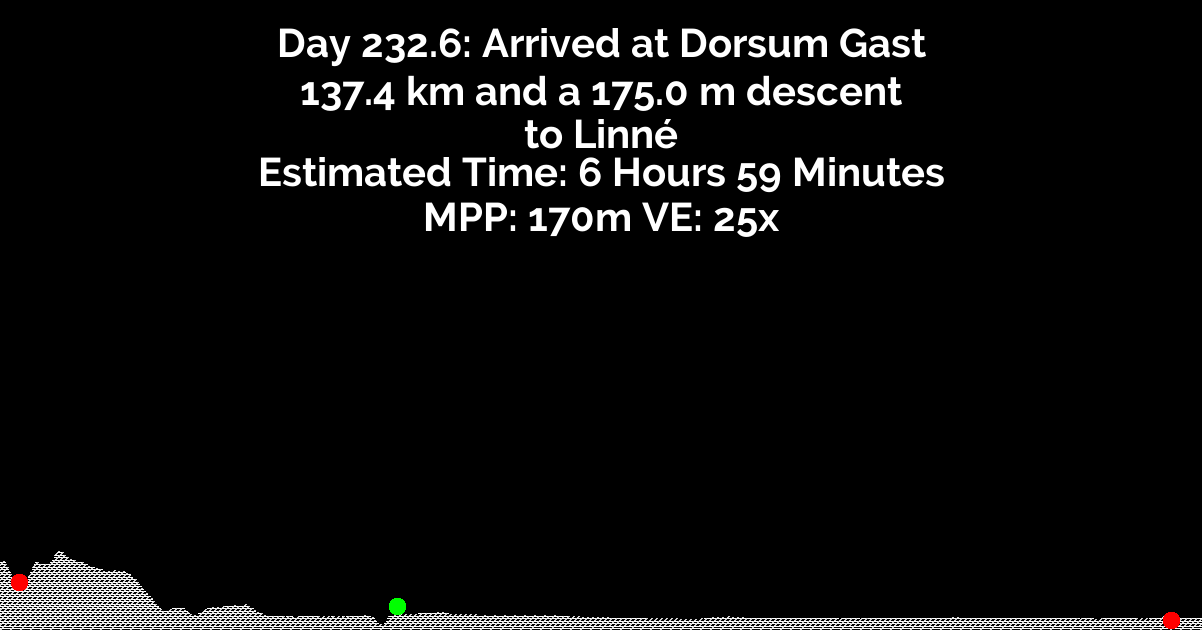 Day 232.6: Arrived at Dorsum Gast
137.4 km and a 175.0 m descent
to Linné
Estimated Time: 6 Hours 59 Minutes
MPP: 170m VE: 25x